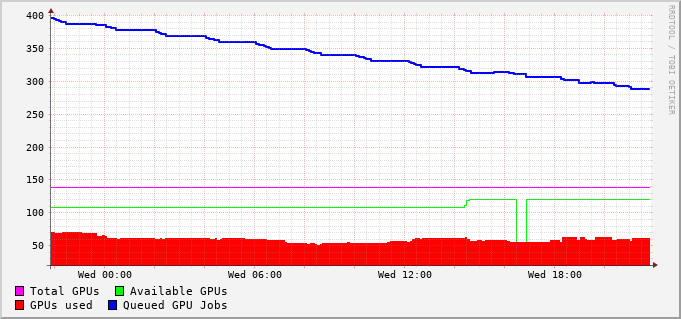 400
350
300
250
200
150
100
50
Wed 00:00 Wed 06:00 Wed 12:00 Wed 18:00
Total GPUs Available GPUs
GPUs used Queued GPU Jobs
RRDTOOL / TOBI OETIKER